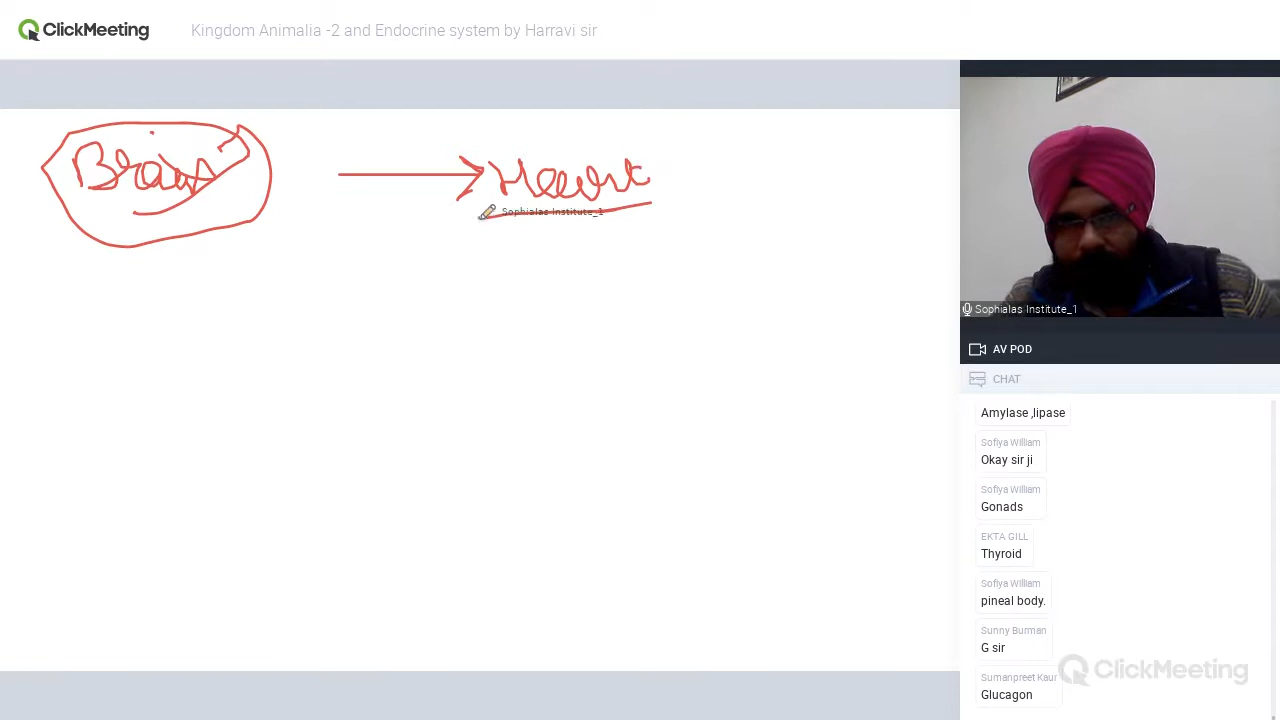 ClickMeeting
Kingdom Animalia -2 and Endocrine system by Harravi sir
Brain
Heart
Sophialas Institute_1
Sophialas Institute_1
AV POD
CHAT
Amylase ,lipase
Sofiya William
Okay sir ji
Sofiya William
Gonads
EKTA GILL
Thyroid
Sofiya William
pineal body.
Sunny Burman
G sir
Sumanpreet Kaur
Glucagon
ClickMeeting